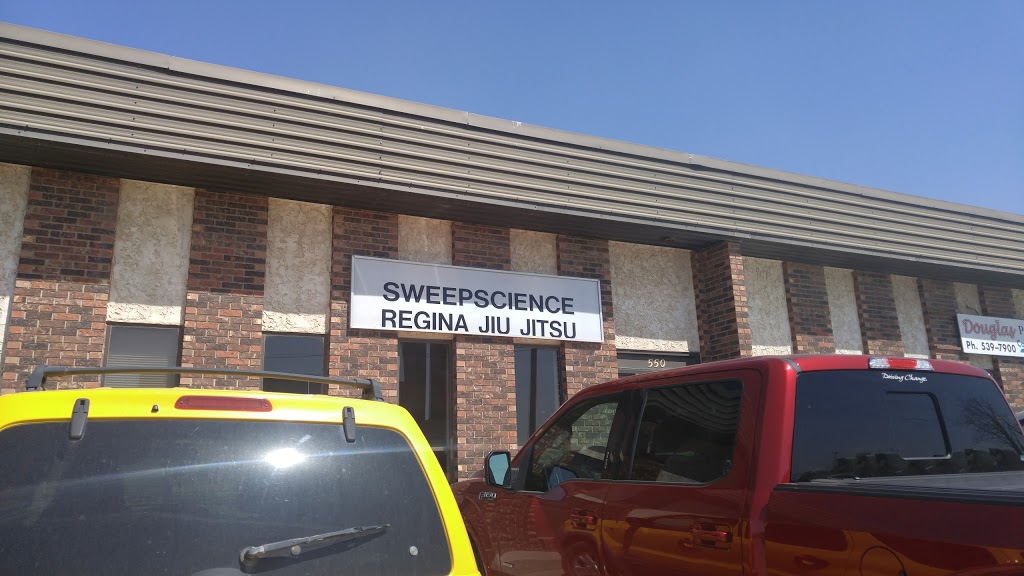 SWEEPSCIENCE
REGINA JIU JITSU
550
Douglas
Ph. 539-7900
Driving Change.